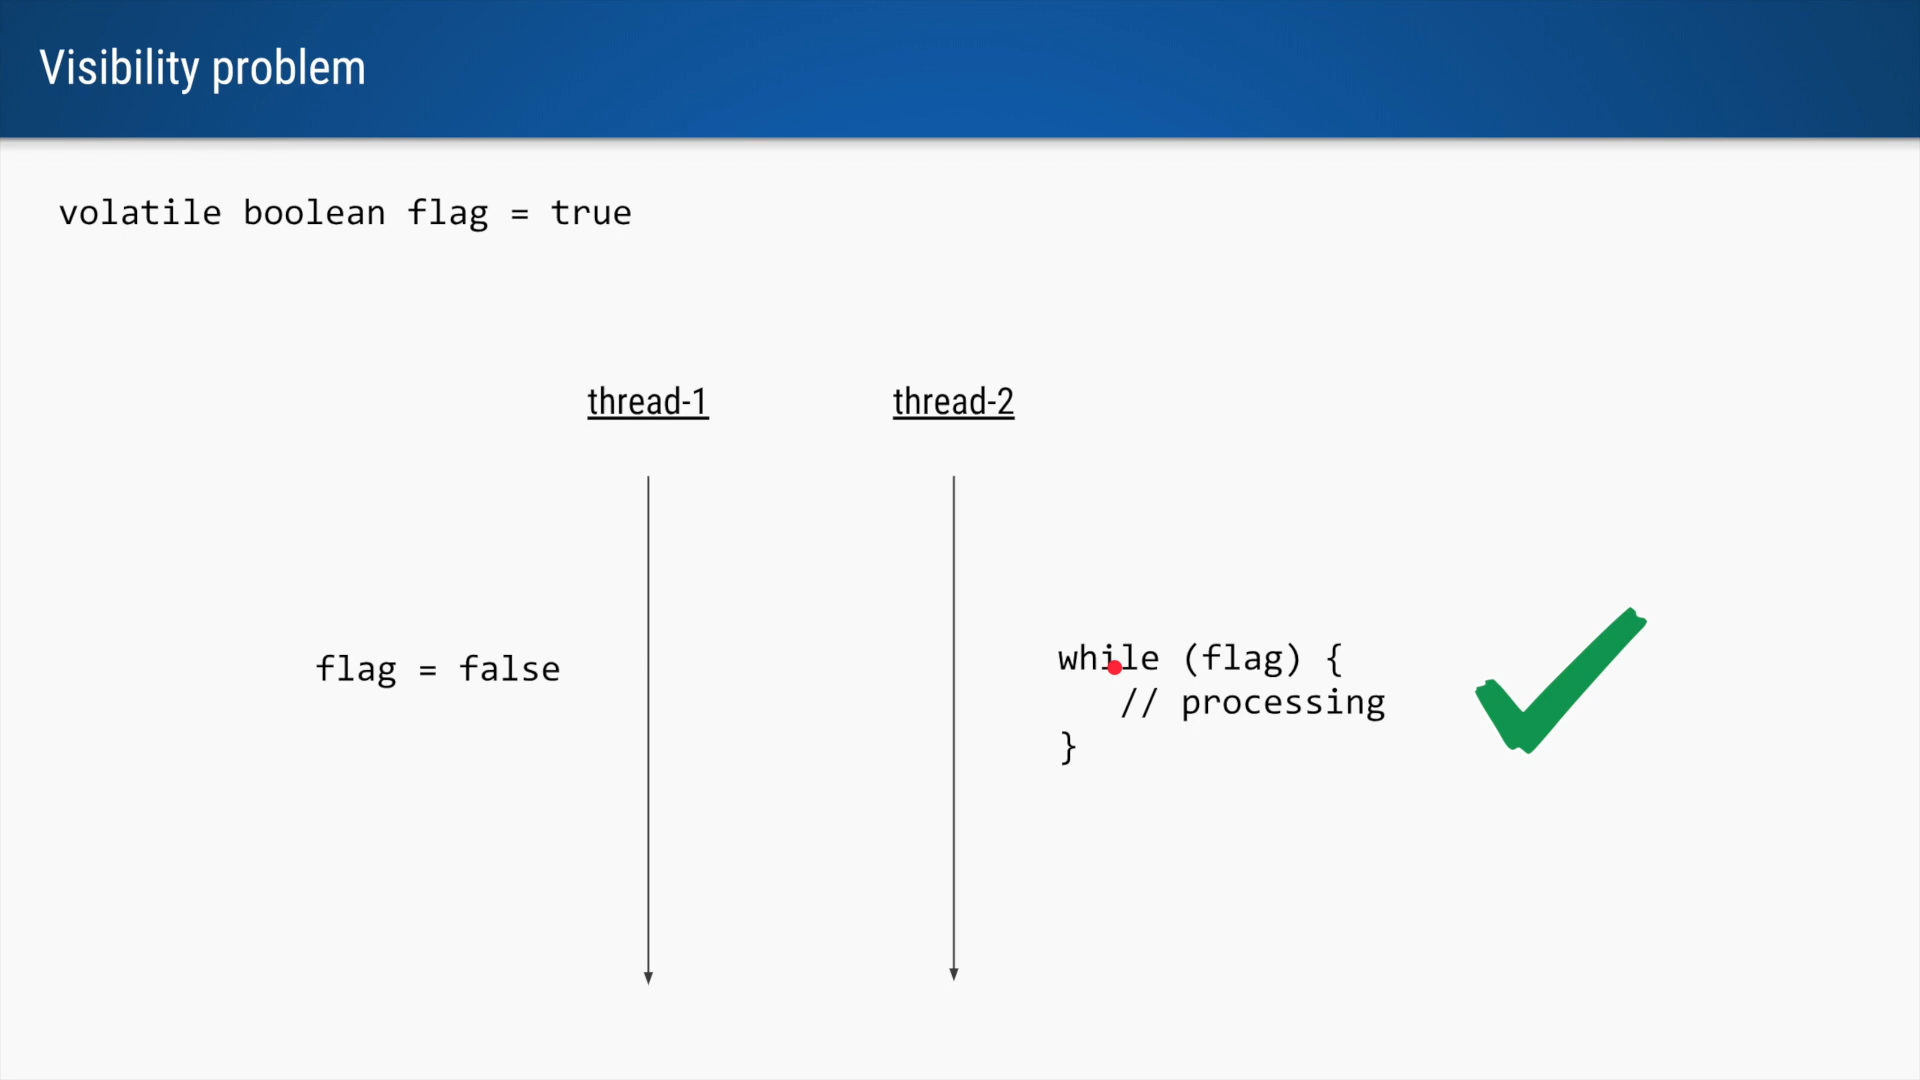 Visibility problem
volatile boolean flag = true
thread-1
thread-2
flag = false
while (flag) {
// processing
}